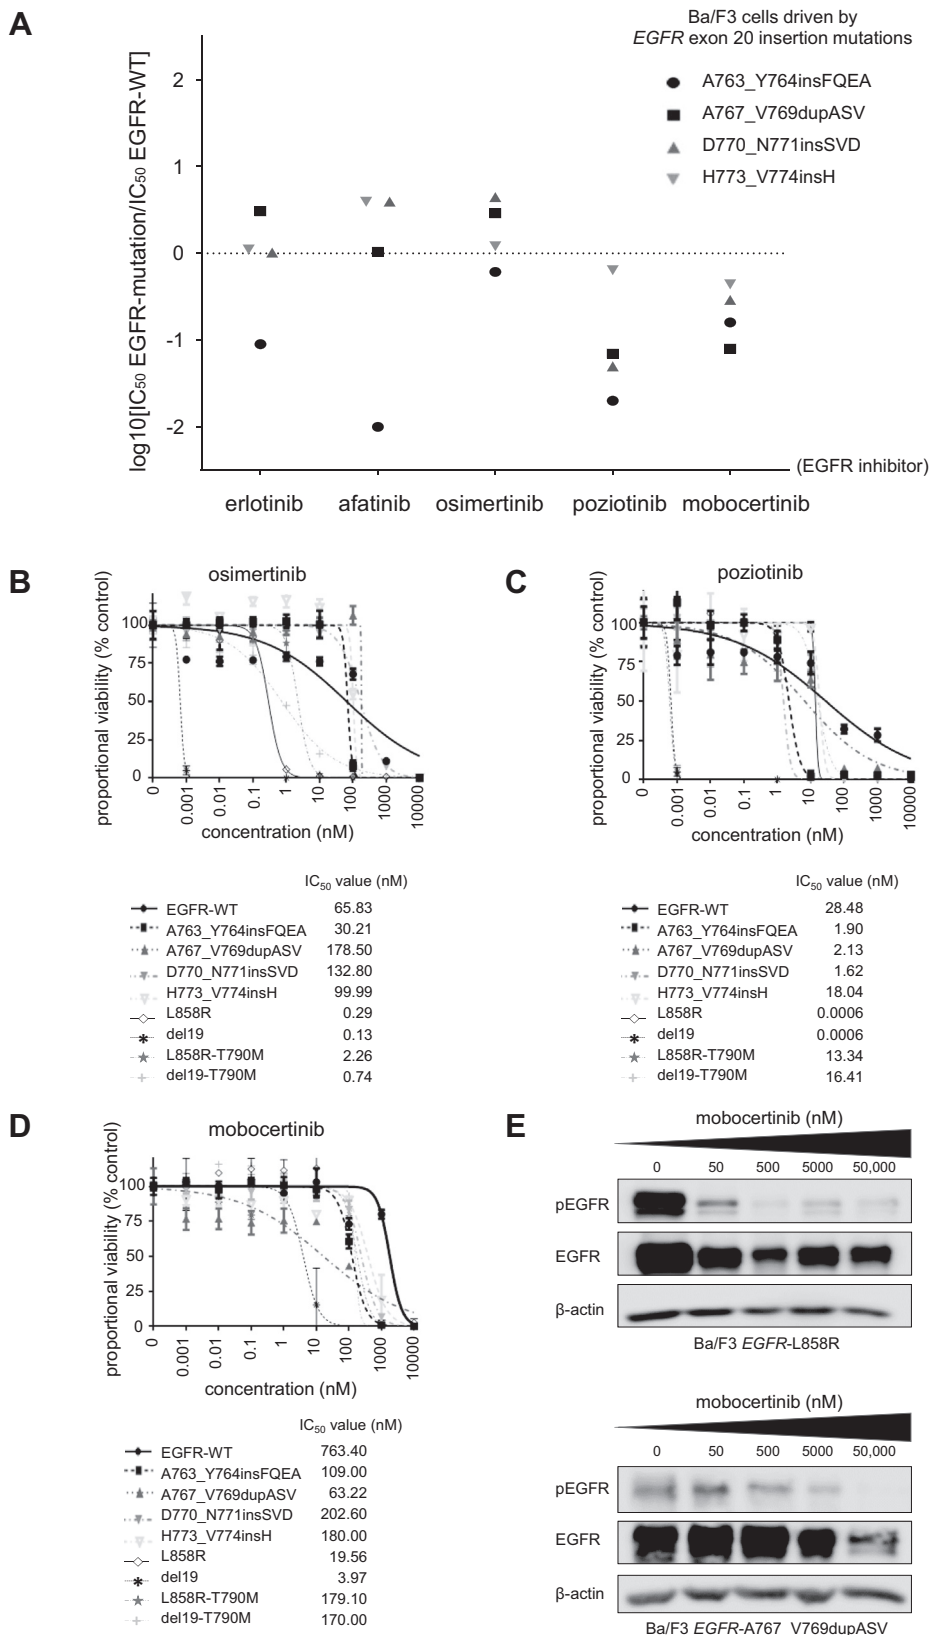 A
Ba/F3 cells driven by
EGFR exon 20 insertion mutations
A763_Y764insFQEA
A767_V769dupASV
D770_N771insSVD
H773_V774insH
log10[IC50 EGFR-mutation/IC50 EGFR-WT]
2
1
0
-1
-2
(EGFR inhibitor)
erlotinib afatinib osimertinib poziotinib mobocertinib
B
osimertinib
proportional viability (% control)
100
75
50
25
0
0 0.001 0.01 0.1 1 10 100 1000 10000
concentration (nM)
IC50 value (nM)
EGFR-WT 65.83
A763_Y764insFQEA 30.21
A767_V769dupASV 178.50
D770_N771insSVD 132.80
H773_V774insH 99.99
L858R 0.29
del19 0.13
L858R-T790M 2.26
del19-T790M 0.74
C
poziotinib
proportional viability (% control)
100
75
50
25
0
0 0.001 0.01 0.1 1 10 100 1000 10000
concentration (nM)
IC50 value (nM)
EGFR-WT 28.48
A763_Y764insFQEA 1.90
A767_V769dupASV 2.13
D770_N771insSVD 1.62
H773_V774insH 18.04
L858R 0.0006
del19 0.0006
L858R-T790M 13.34
del19-T790M 16.41
D
mobocertinib
proportional viability (% control)
100
75
50
25
0
0 0.001 0.01 0.1 1 10 100 1000 10000
concentration (nM)
IC50 value (nM)
EGFR-WT 763.40
A763_Y764insFQEA 109.00
A767_V769dupASV 63.22
D770_N771insSVD 202.60
H773_V774insH 180.00
L858R 19.56
del19 3.97
L858R-T790M 179.10
del19-T790M 170.00
E
mobocertinib (nM)
0 50 500 5000 50,000
pEGFR
EGFR
β-actin
Ba/F3 EGFR-L858R
mobocertinib (nM)
0 50 500 5000 50,000
pEGFR
EGFR
β-actin
Ba/F3 EGFR-A767_V769dupASV